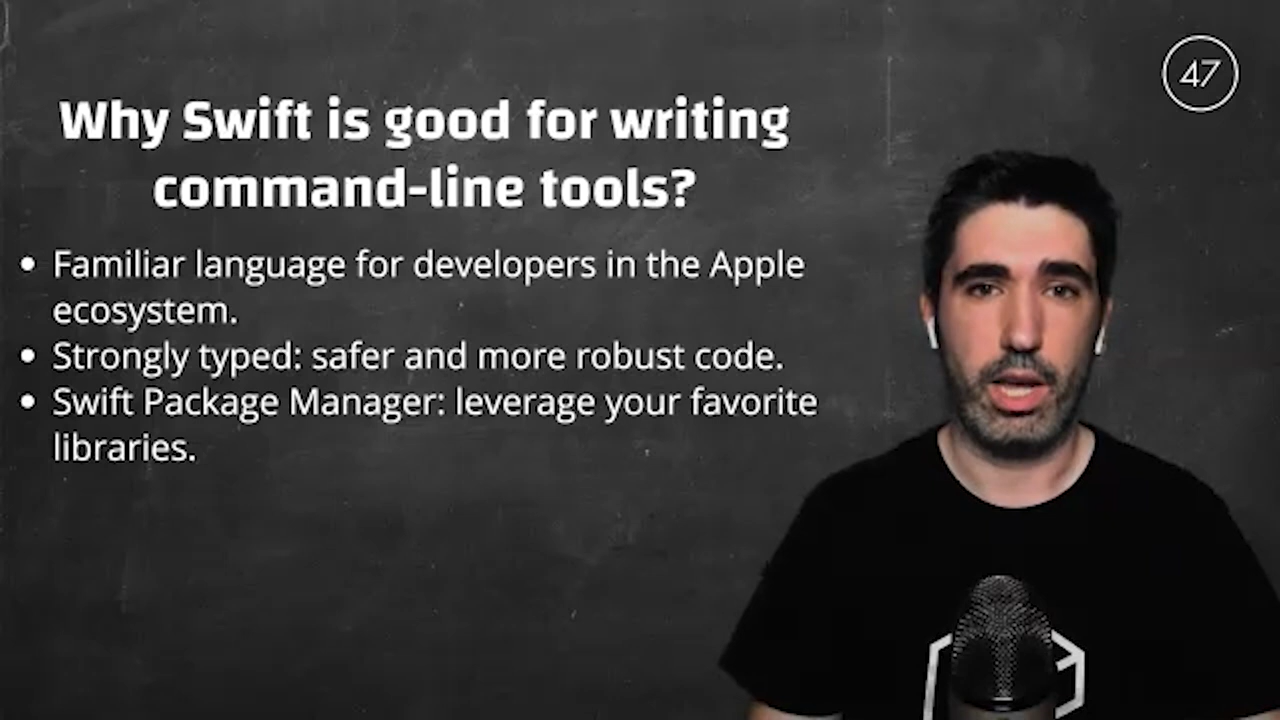 47
Why Swift is good for writing
command-line tools?
• Familiar language for developers in the Apple
ecosystem.
• Strongly typed: safer and more robust code.
• Swift Package Manager: leverage your favorite
libraries.